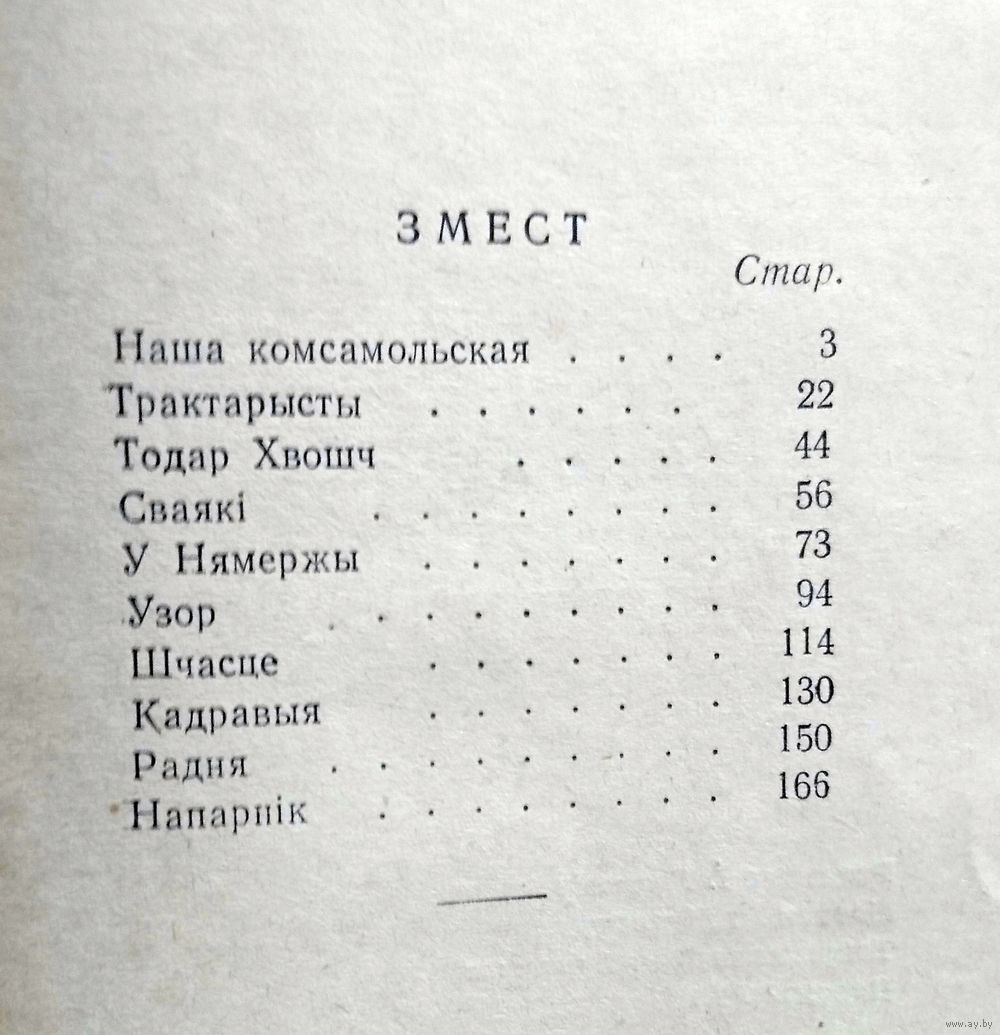 ЗМЕСТ
Стар.
Наша комсамольская . . . . 3
Трактарысты . . . . . . 22
Тодар Хвошч . . . . . 44
Сваякі . . . . . . . . 56
У Нямержы . . . . . . . 73
Узор . . . . . . . . . 94
Шчасце . . . . . . . 114
Кадравыя . . . . . . . 130
Радня . . . . . . . . . 150
Напарнік . . . . . . . . 166
www.ay.by